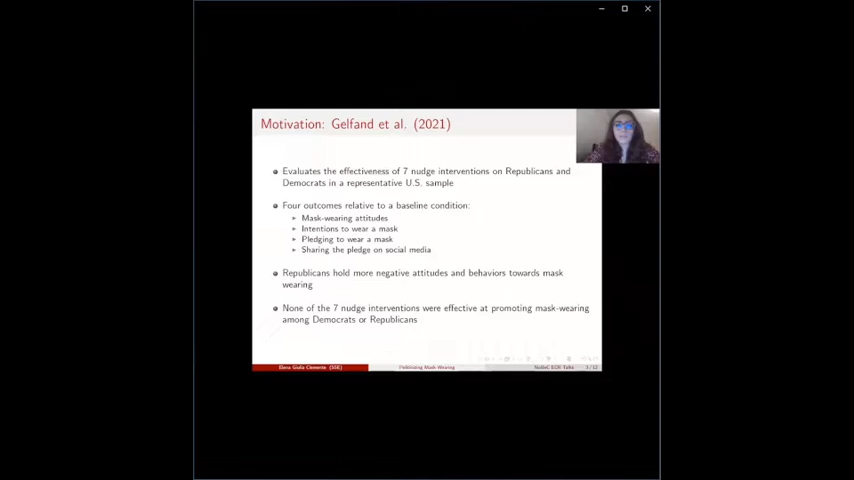 Motivation: Gelfand et al. (2021)
Evaluates the effectiveness of 7 nudge interventions on Republicans and
Democrats in a representative U.S. sample
Four outcomes relative to a baseline condition:
Mask-wearing attitudes
Intentions to wear a mask
Pledging to wear a mask
Sharing the pledge on social media
Republicans hold more negative attitudes and behaviors towards mask
wearing
None of the 7 nudge interventions were effective at promoting mask-wearing
among Democrats or Republicans
Elena Giulia Clemente (SSE)
Mask-Wearing
Talks